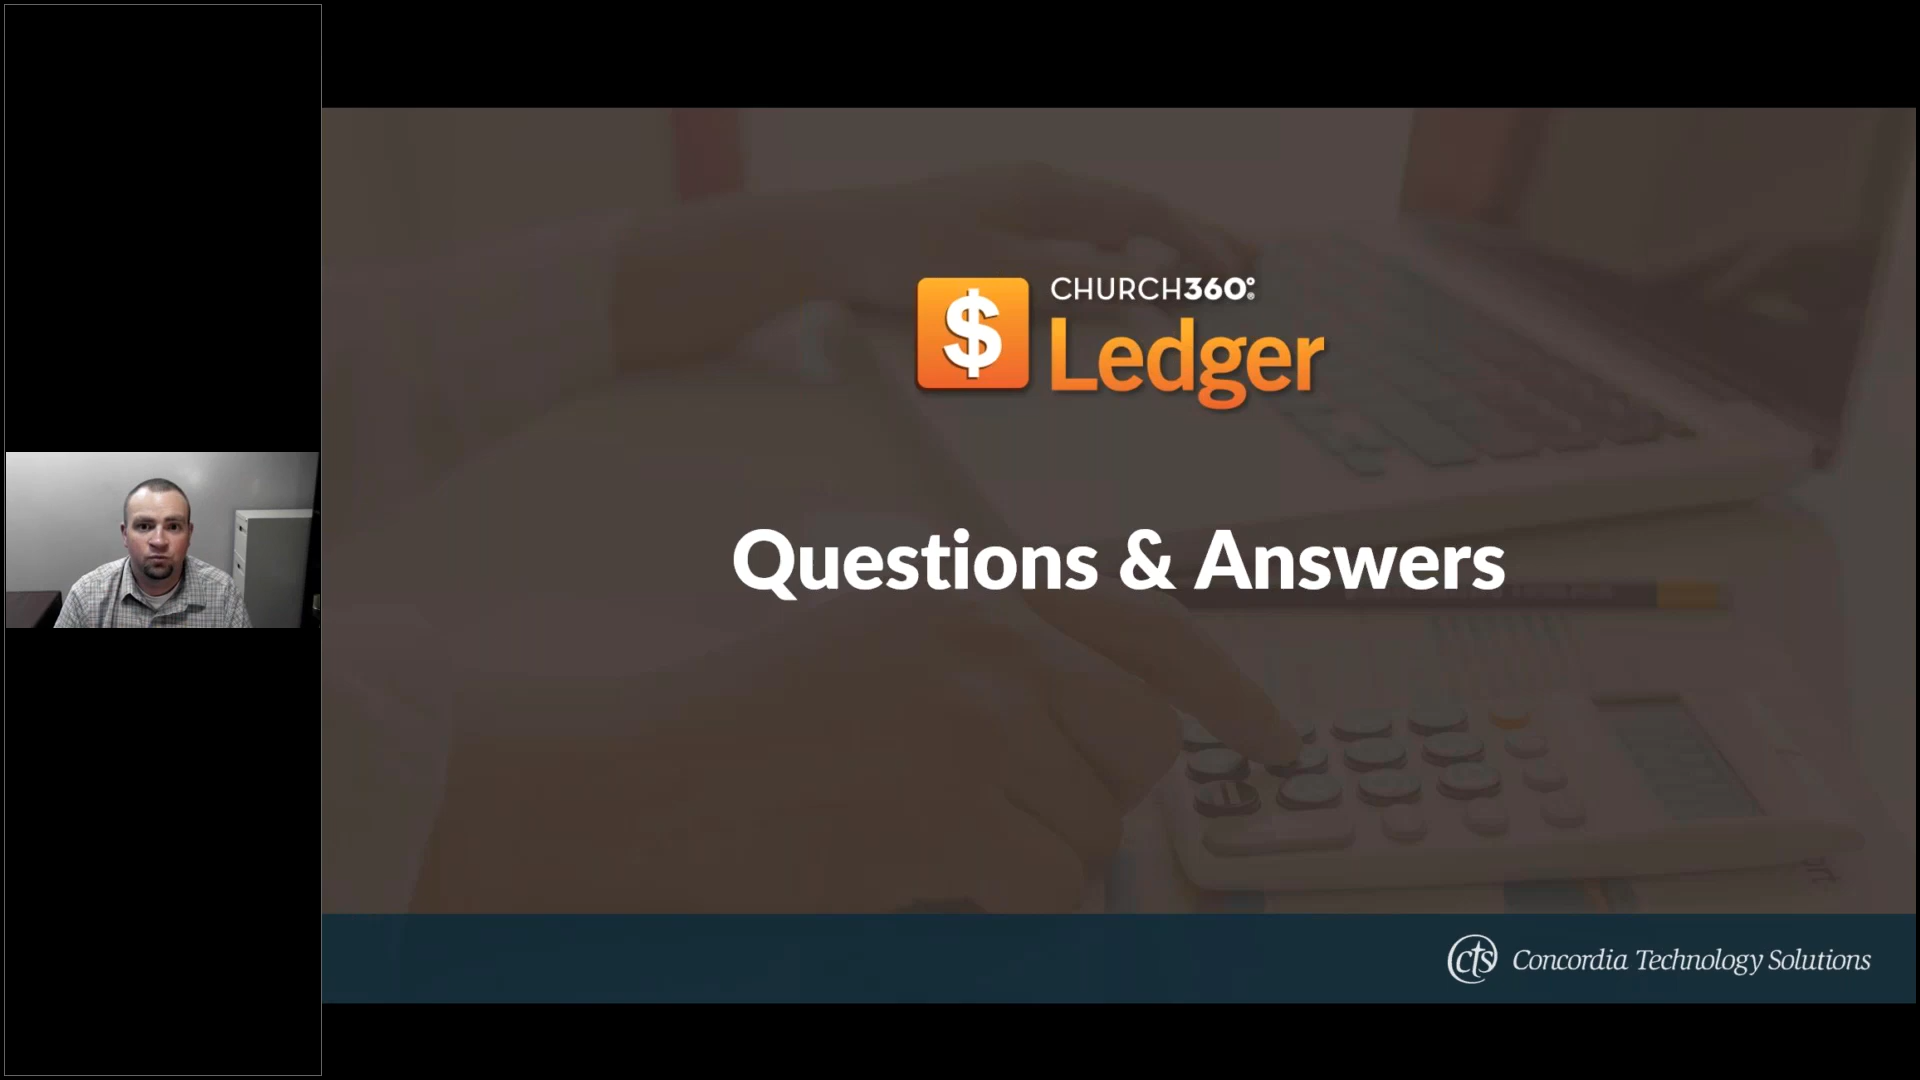 $
CHURCH360°®
Ledger
Questions & Answers
cts Concordia Technology Solutions